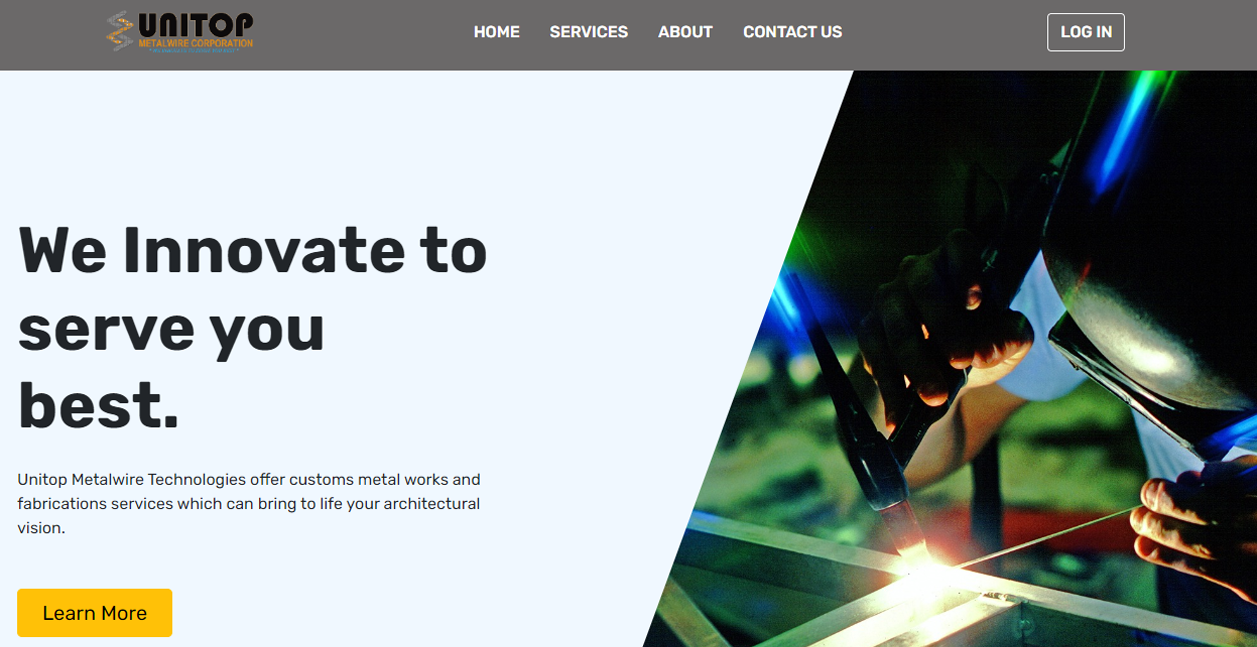 UNITOP
METALWIRE CORPORATION
HOME
SERVICES
ABOUT
CONTACT US
LOG IN
We Innovate to
serve you
best.
Unitop Metalwire Technologies offer customs metal works and
fabrications services which can bring to life your architectural
vision.
Learn More